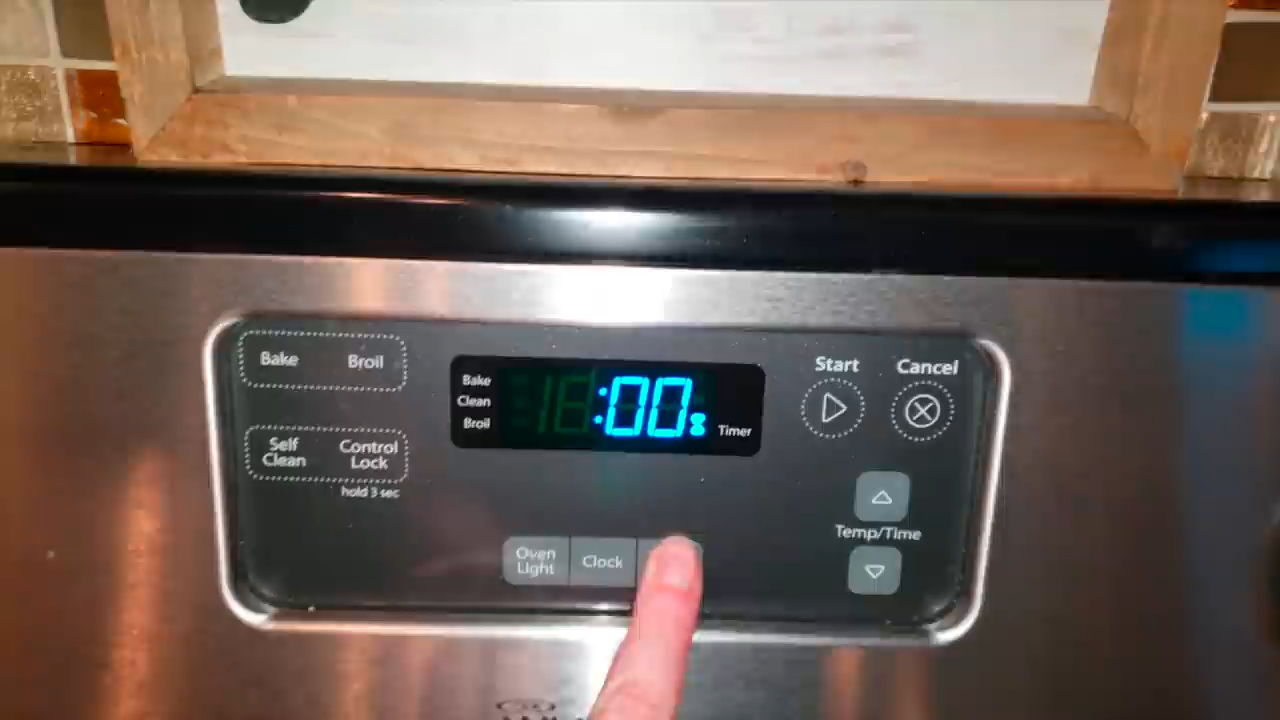 Bake Broil
Self Clean
Control Lock
hold 3 sec
Bake
Clean
Broil
:00
Timer
Start
Cancel
Temp/Time
Oven Light
Clock